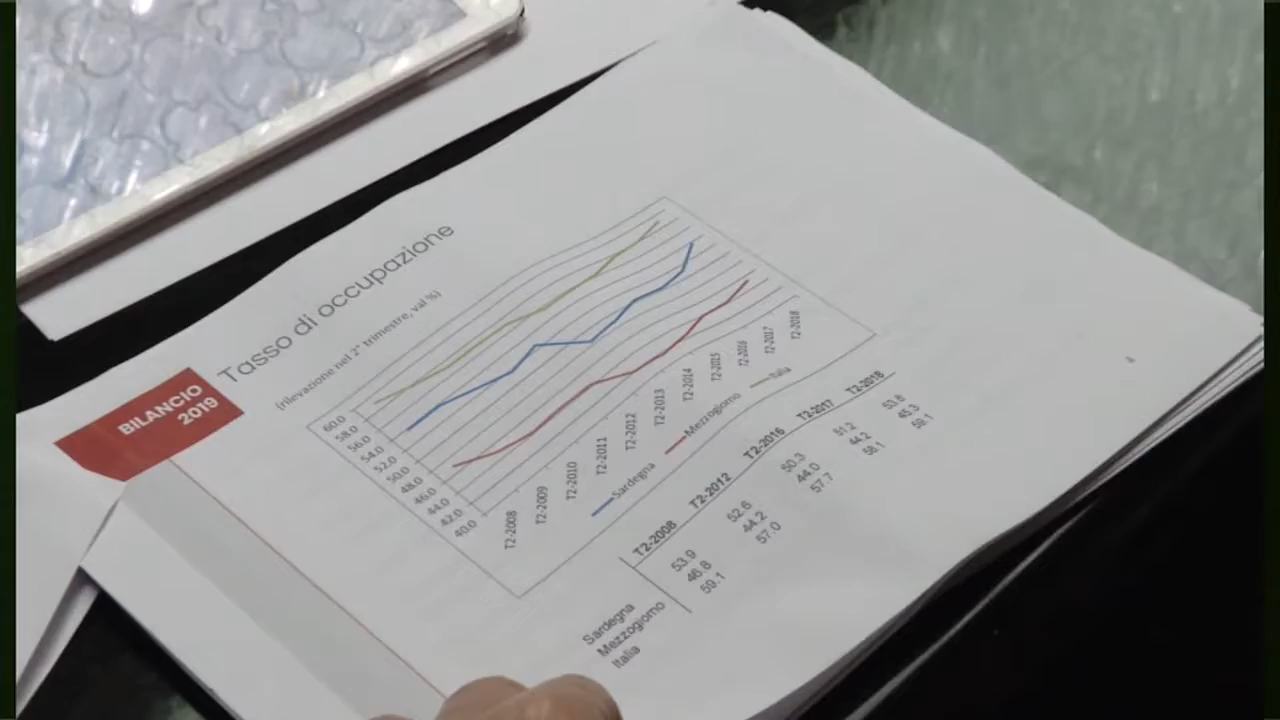 BILANCIO
2019
Tasso di occupazione
(rilevazione nel 2° trimestre, val %)
60.0
58.0
56.0
54.0
52.0
50.0
48.0
46.0
44.0
42.0
40.0
T2-2008
T2-2009
T2-2010
T2-2011
T2-2012
T2-2013
T2-2014
T2-2015
T2-2016
T2-2017
T2-2018
Sardegna Mezzogiorno Italia
T2-2008 T2-2012 T2-2016 T2-2017 T2-2018
Sardegna 53.9 52.6 50.3 51.2 53.8
Mezzogiorno 46.8 44.2 44.0 44.2 45.3
Italia 59.1 57.0 57.7 58.1 59.1